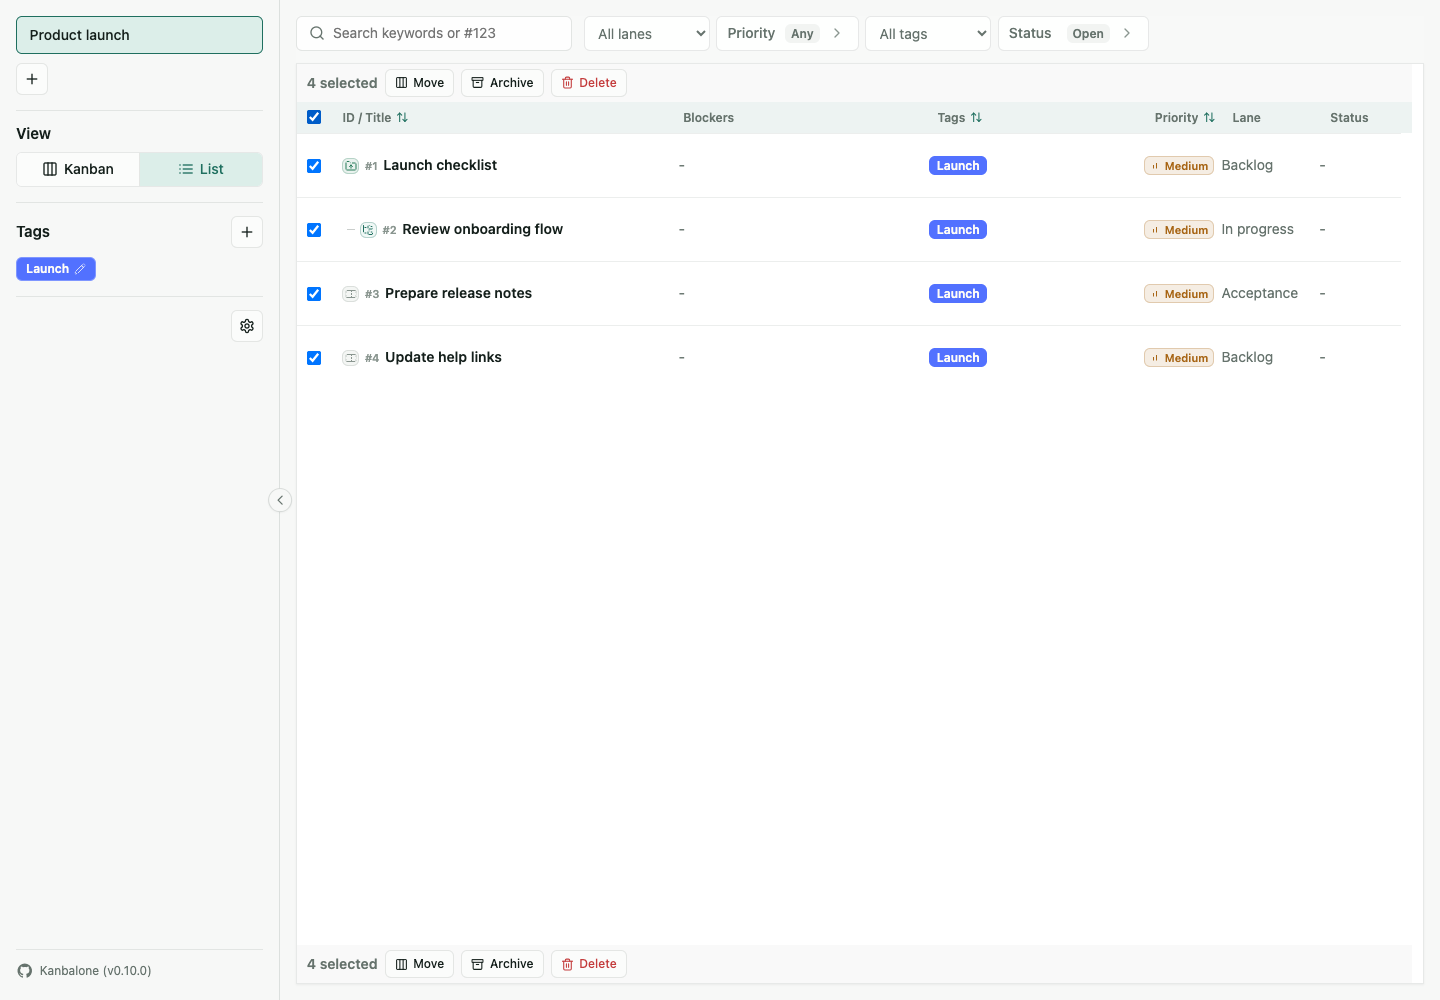 Product launch
View
Kanban
List
Tags
Launch
Kanbalone (v0.10.0)
Search keywords or #123
All lanes
Priority Any
All tags
Status Open
4 selected Move Archive Delete
ID / Title Blockers Tags Priority Lane Status
#1 Launch checklist - Launch Medium Backlog -
#2 Review onboarding flow - Launch Medium In progress -
#3 Prepare release notes - Launch Medium Acceptance -
#4 Update help links - Launch Medium Backlog -
4 selected Move Archive Delete